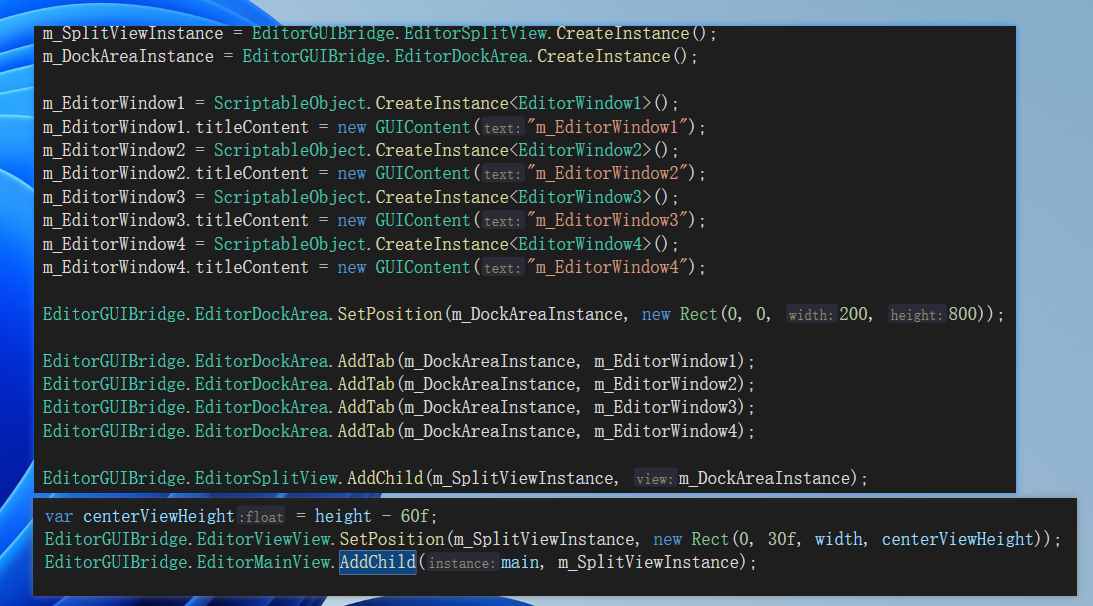 m_SplitViewInstance = EditorGUIBridge.EditorSplitView.CreateInstance();
m_DockAreaInstance = EditorGUIBridge.EditorDockArea.CreateInstance();
m_EditorWindow1 = ScriptableObject.CreateInstance<EditorWindow1>();
m_EditorWindow1.titleContent = new GUIContent(text: "m_EditorWindow1");
m_EditorWindow2 = ScriptableObject.CreateInstance<EditorWindow2>();
m_EditorWindow2.titleContent = new GUIContent(text: "m_EditorWindow2");
m_EditorWindow3 = ScriptableObject.CreateInstance<EditorWindow3>();
m_EditorWindow3.titleContent = new GUIContent(text: "m_EditorWindow3");
m_EditorWindow4 = ScriptableObject.CreateInstance<EditorWindow4>();
m_EditorWindow4.titleContent = new GUIContent(text: "m_EditorWindow4");
EditorGUIBridge.EditorDockArea.SetPosition(m_DockAreaInstance, new Rect(0, 0, width: 200, height: 800));
EditorGUIBridge.EditorDockArea.AddTab(m_DockAreaInstance, m_EditorWindow1);
EditorGUIBridge.EditorDockArea.AddTab(m_DockAreaInstance, m_EditorWindow2);
EditorGUIBridge.EditorDockArea.AddTab(m_DockAreaInstance, m_EditorWindow3);
EditorGUIBridge.EditorDockArea.AddTab(m_DockAreaInstance, m_EditorWindow4);
EditorGUIBridge.EditorSplitView.AddChild(m_SplitViewInstance, view: m_DockAreaInstance);
var centerViewHeight :float = height - 60f;
EditorGUIBridge.EditorViewView.SetPosition(m_SplitViewInstance, new Rect(0, 30f, width, centerViewHeight));
EditorGUIBridge.EditorMainView.AddChild(instance: main, m_SplitViewInstance);